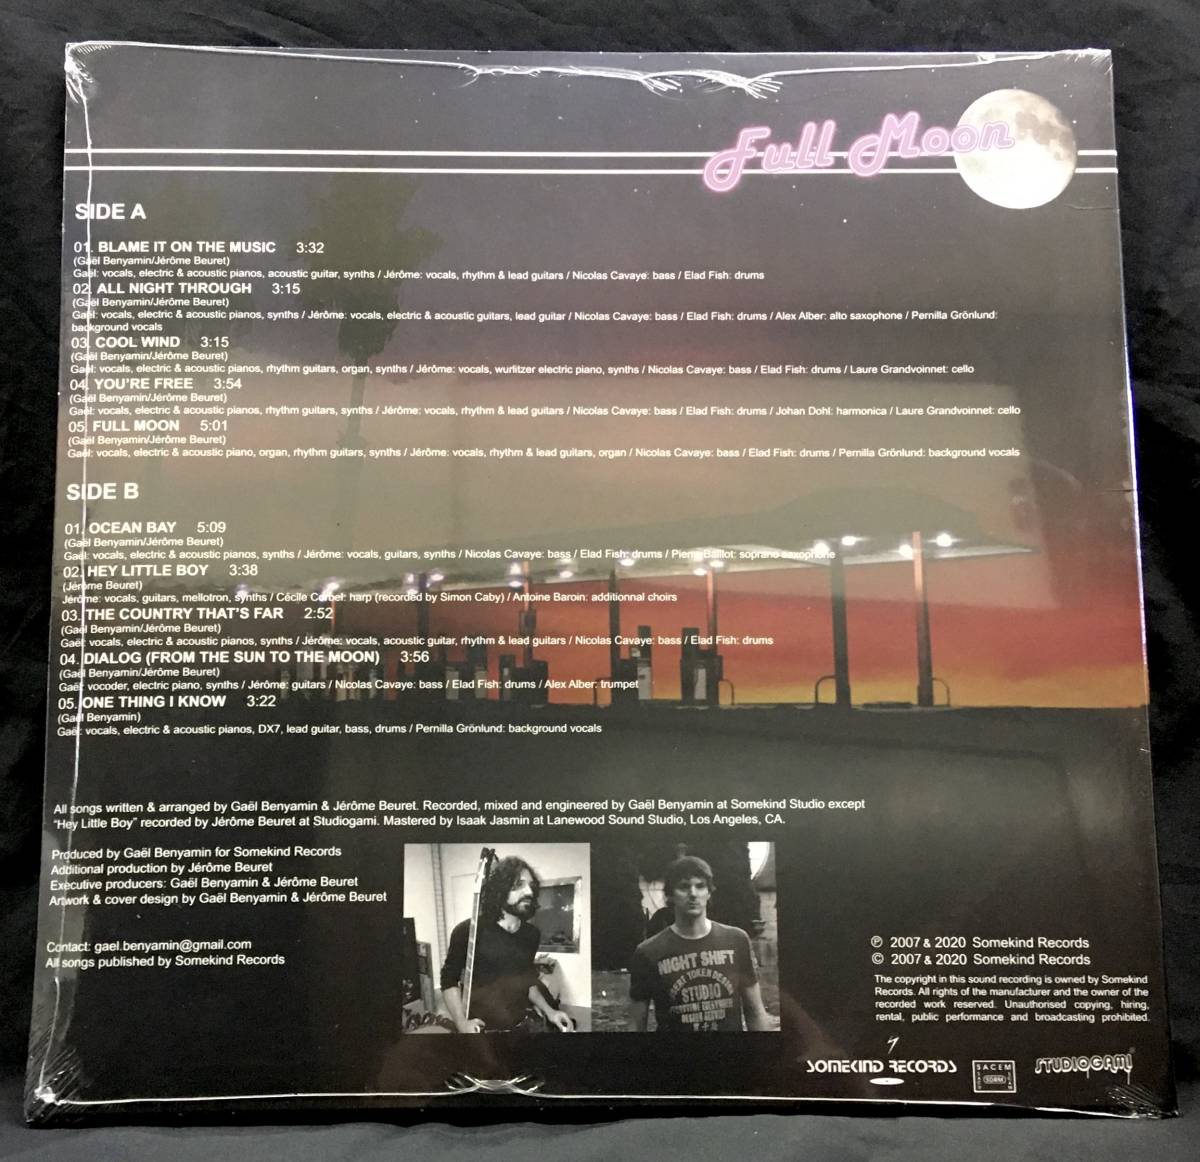 Full Moon
SIDE A
01. BLAME IT ON THE MUSIC 3:32
(Gaël Benyamin/Jérôme Beuret)
Gaël: vocals, electric & acoustic pianos, acoustic guitar, synths / Jérôme: vocals, rhythm & lead guitars / Nicolas Cavaye: bass / Elad Fish: drums
02. ALL NIGHT THROUGH 3:15
(Gaël Benyamin/Jérôme Beuret)
Gaël: vocals, electric & acoustic pianos, synths / Jérôme: vocals, electric & acoustic guitars, lead guitar / Nicolas Cavaye: bass / Elad Fish: drums / Alex Alber: alto saxophone / Pernilla Grönlund:
background vocals
03. COOL WIND 3:15
(Gaël Benyamin/Jérôme Beuret)
Gaël: vocals, electric & acoustic pianos, rhythm guitars, organ, synths / Jérôme: vocals, wurlitzer electric piano, synths / Nicolas Cavaye: bass / Elad Fish: drums / Laure Grandvoinnet: cello
04. YOU'RE FREE 3:54
(Gaël Benyamin/Jérôme Beuret)
Gaël: vocals, electric & acoustic pianos, rhythm guitars, synths / Jérôme: vocals, rhythm & lead guitars / Nicolas Cavaye: bass / Elad Fish: drums / Johan Dohl: harmonica / Laure Grandvoinnet: cello
05. FULL MOON 5:01
(Gaël Benyamin/Jérôme Beuret)
Gaël: vocals, electric & acoustic piano, organ, rhythm guitars, synths / Jérôme: vocals, rhythm & lead guitars, organ / Nicolas Cavaye: bass / Elad Fish: drums / Pernilla Grönlund: background vocals
SIDE B
01. OCEAN BAY 5:09
(Gaël Benyamin/Jérôme Beuret)
Gaël: vocals, electric & acoustic pianos, synths / Jérôme: vocals, guitars, synths / Nicolas Cavaye: bass / Elad Fish: drums / Pierre Baillot: soprano saxophone
02. HEY LITTLE BOY 3:38
(Jérôme Beuret)
Jérôme: vocals, guitars, mellotron, synths / Cécile Corbel: harp (recorded by Simon Caby) / Antoine Baroin: additionnal choirs
03. THE COUNTRY THAT'S FAR 2:52
(Gaël Benyamin/Jérôme Beuret)
Gaël: vocals, electric & acoustic pianos, synths / Jérôme: vocals, acoustic guitar, rhythm & lead guitars / Nicolas Cavaye: bass / Elad Fish: drums
04. DIALOG (FROM THE SUN TO THE MOON) 3:56
(Gaël Benyamin/Jérôme Beuret)
Gaël: vocoder, electric piano, synths / Jérôme: guitars / Nicolas Cavaye: bass / Elad Fish: drums / Alex Alber: trumpet
05. ONE THING I KNOW 3:22
(Gaël Benyamin)
Gaël: vocals, electric & acoustic pianos, DX7, lead guitar, bass, drums / Pernilla Grönlund: background vocals
All songs written & arranged by Gaël Benyamin & Jérôme Beuret. Recorded, mixed and engineered by Gaël Benyamin at Somekind Studio except
"Hey Little Boy" recorded by Jérôme Beuret at Studiogami. Mastered by Isaak Jasmin at Lanewood Sound Studio, Los Angeles, CA.
Produced by Gaël Benyamin for Somekind Records
Additional production by Jérôme Beuret
Executive producers: Gaël Benyamin & Jérôme Beuret
Artwork & cover design by Gaël Benyamin & Jérôme Beuret
Contact: gael.benyamin@gmail.com
All songs published by Somekind Records
NIGHT SHIFT
STUDIO
℗ 2007 & 2020 Somekind Records
© 2007 & 2020 Somekind Records
The copyright in this sound recording is owned by Somekind
Records. All rights of the manufacturer and the owner of the
recorded work reserved. Unauthorised copying, hiring,
rental, public performance and broadcasting prohibited.
SOMEKIND RECORDS
SACEM
SDRM
STUDIOGAMI